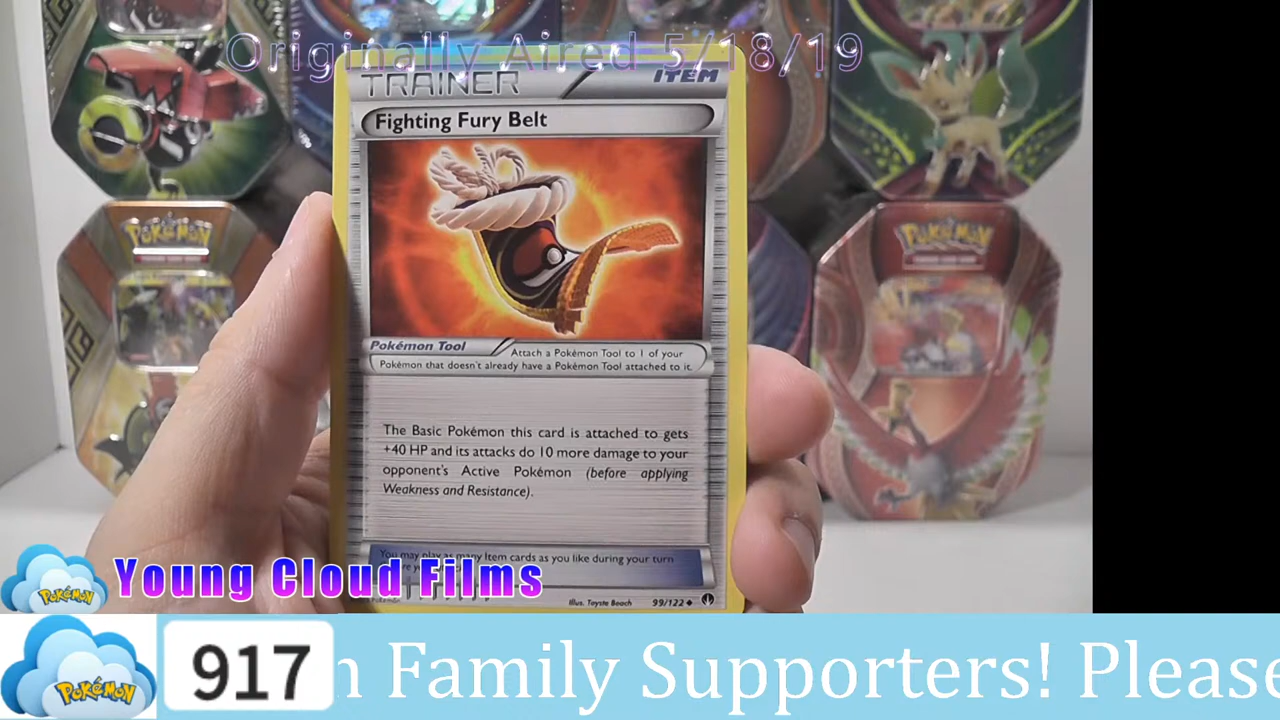 Originally Aired 5/18/19
TRAINER
ITEM
Fighting Fury Belt
Pokémon Tool
Attach a Pokémon Tool to 1 of your
Pokémon that doesn't already have a Pokémon Tool attached to it.
The Basic Pokémon this card is attached to gets
+40 HP and its attacks do 10 more damage to your
opponent's Active Pokémon (before applying
Weakness and Resistance).
You may play as many Item cards as you like during your turn
Illus. Toyste Beach
99/122
POKÉMON
POKÉMON
POKÉMON
Young Cloud Films
POKÉMON
917
n Family Supporters! Please